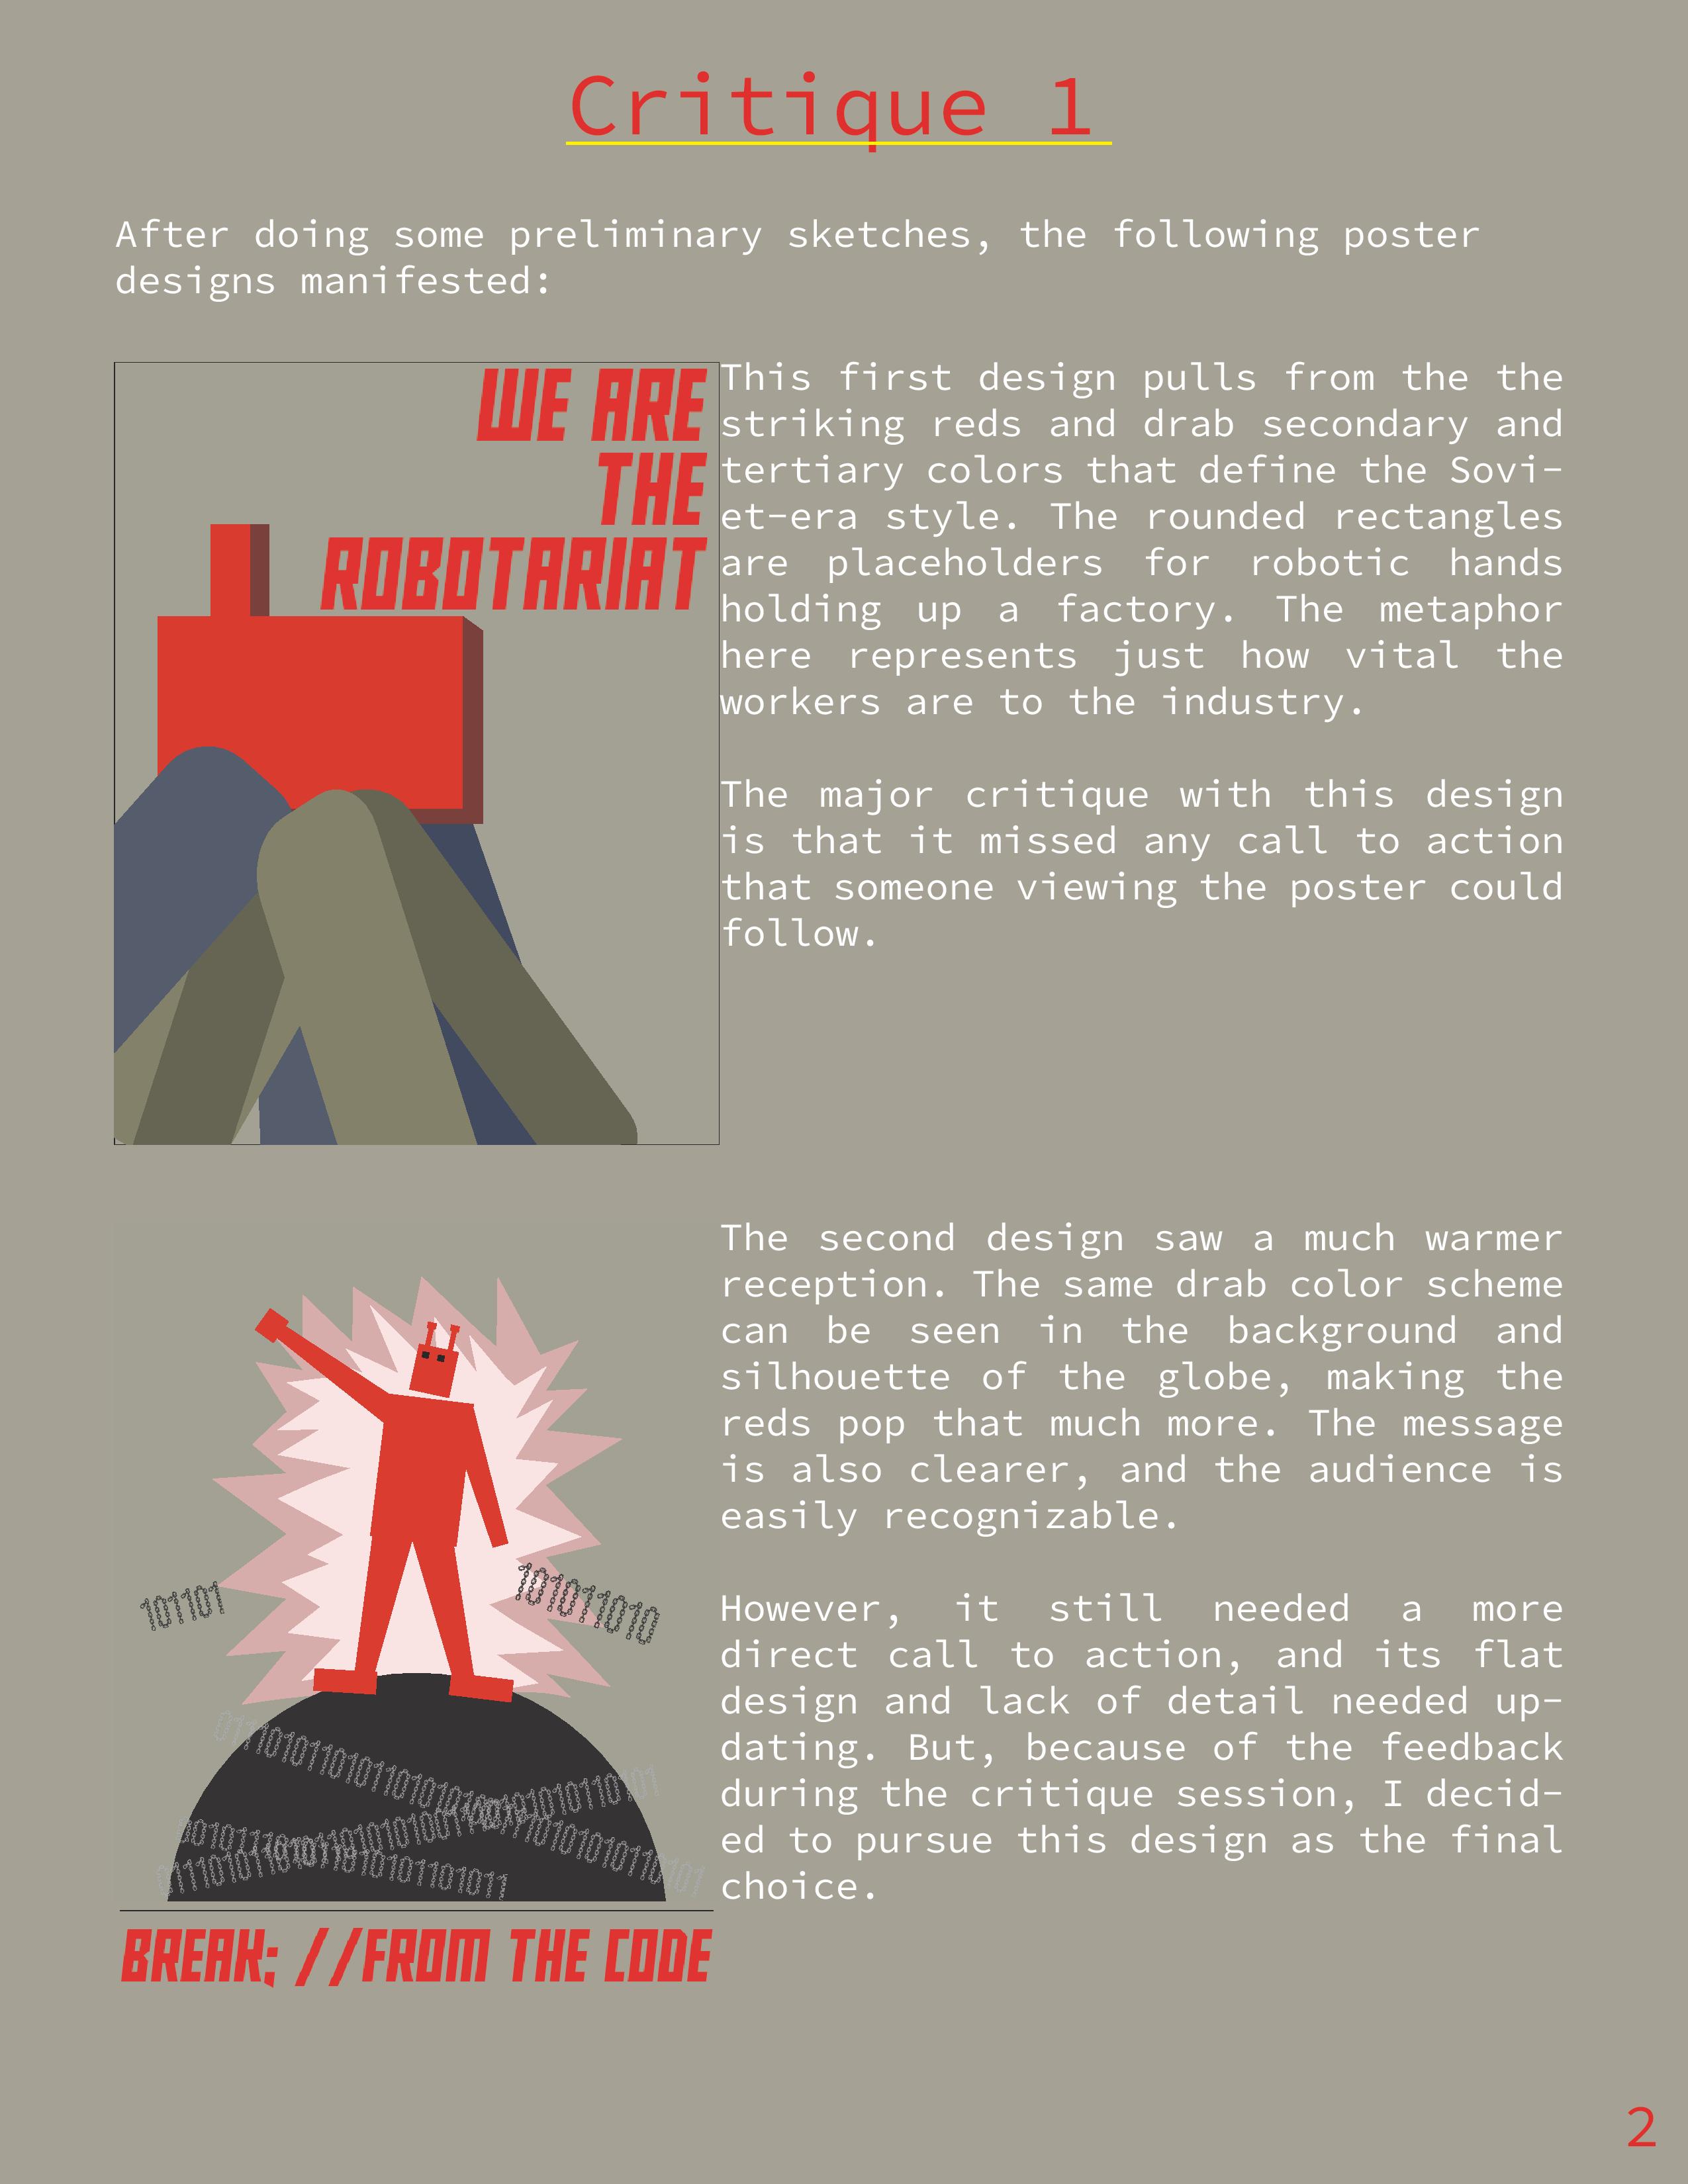 Critique 1
After doing some preliminary sketches, the following poster
designs manifested:
WE ARE
THE
ROBOTARIAT
This first design pulls from the the
striking reds and drab secondary and
tertiary colors that define the Sovi-
et-era style. The rounded rectangles
are placeholders for robotic hands
holding up a factory. The metaphor
here represents just how vital the
workers are to the industry.
The major critique with this design
is that it missed any call to action
that someone viewing the poster could
follow.
The second design saw a much warmer
reception. The same drab color scheme
can be seen in the background and
silhouette of the globe, making the
reds pop that much more. The message
is also clearer, and the audience is
easily recognizable.
However, it still needed a more
direct call to action, and its flat
design and lack of detail needed up-
dating. But, because of the feedback
during the critique session, I decid-
ed to pursue this design as the final
choice.
10101
101011010
BREAK; //FROM THE CODE
2